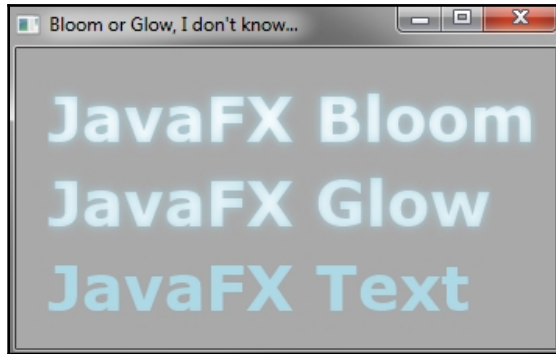 Bloom or Glow, I don't know...
JavaFX Bloom
JavaFX Glow
JavaFX Text